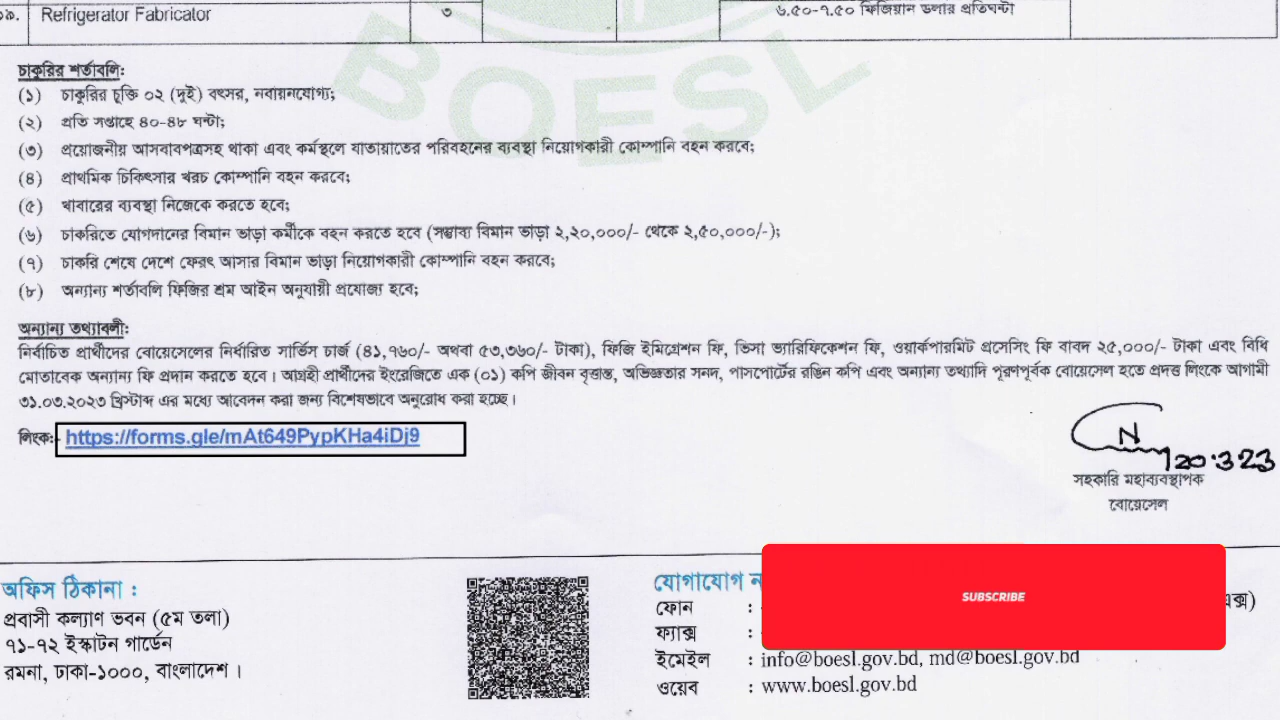 ১৯. Refrigerator Fabricator ৩ ৬.৫০-৭.৫০ ফিজিয়ান ডলার প্রতিঘন্টা
BOESL
চাকুরির শর্তাবলি:
(১) চাকুরির চুক্তি ০২ (দুই) বৎসর, নবায়নযোগ্য;
(২) প্রতি সপ্তাহে ৪০-৪৮ ঘন্টা;
(৩) প্রয়োজনীয় আসবাবপত্রসহ থাকা এবং কর্মস্থলে যাতায়াতের পরিবহনের ব্যবস্থা নিয়োগকারী কোম্পানি বহন করবে;
(৪) প্রাথমিক চিকিৎসার খরচ কোম্পানি বহন করবে;
(৫) খাবারের ব্যবস্থা নিজেকে করতে হবে;
(৬) চাকরিতে যোগদানের বিমান ভাড়া কর্মীকে বহন করতে হবে (সম্ভাব্য বিমান ভাড়া ২,২০,০০০/- থেকে ২,৫০,০০০/-);
(৭) চাকরি শেষে দেশে ফেরৎ আসার বিমান ভাড়া নিয়োগকারী কোম্পানি বহন করবে;
(৮) অন্যান্য শর্তাবলি ফিজির শ্রম আইন অনুযায়ী প্রযোজ্য হবে;
অন্যান্য তথ্যাবলী:
নির্বাচিত প্রার্থীদের বোয়েসেলের নির্ধারিত সার্ভিস চার্জ (৪১,৭৬০/- অথবা ৫৩,৩৬০/- টাকা), ফিজি ইমিগ্রেশন ফি, ভিসা ভ্যারিফিকেশন ফি, ওয়ার্কপারমিট প্রসেসিং ফি বাবদ ২৫,০০০/- টাকা এবং বিধি
মোতাবেক অন্যান্য ফি প্রদান করতে হবে। আগ্রহী প্রার্থীদের ইংরেজিতে এক (০১) কপি জীবন বৃত্তান্ত, অভিজ্ঞতার সনদ, পাসপোর্টের রঙিন কপি এবং অন্যান্য তথ্যাদি পূরণপূর্বক বোয়েসেল হতে প্রদত্ত লিংকে আগামী
৩১.০৩.২০২৩ খ্রিস্টাব্দ এর মধ্যে আবেদন করা জন্য বিশেষভাবে অনুরোধ করা হচ্ছে।
লিংক: https://forms.gle/mAt649PypKHa4iDj9
20.3.23
সহকারি মহাব্যবস্থাপক
বোয়েসেল
অফিস ঠিকানা :
প্রবাসী কল্যাণ ভবন (৫ম তলা)
৭১-৭২ ইস্কাটন গার্ডেন
রমনা, ঢাকা-১০০০, বাংলাদেশ।
যোগাযোগ
ফোন :
ফ্যাক্স :
ইমেইল : info@boesl.gov.bd, md@boesl.gov.bd
ওয়েব : www.boesl.gov.bd
SUBSCRIBE